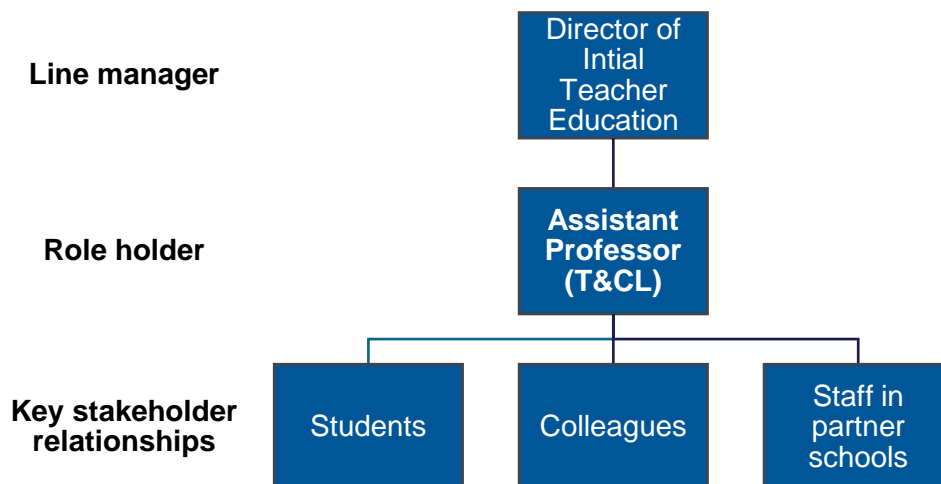 Line manager
Director of
Intial
Teacher
Education
Role holder
Assistant
Professor
(T&CL)
Key stakeholder
relationships
Students
Colleagues
Staff in
partner
schools